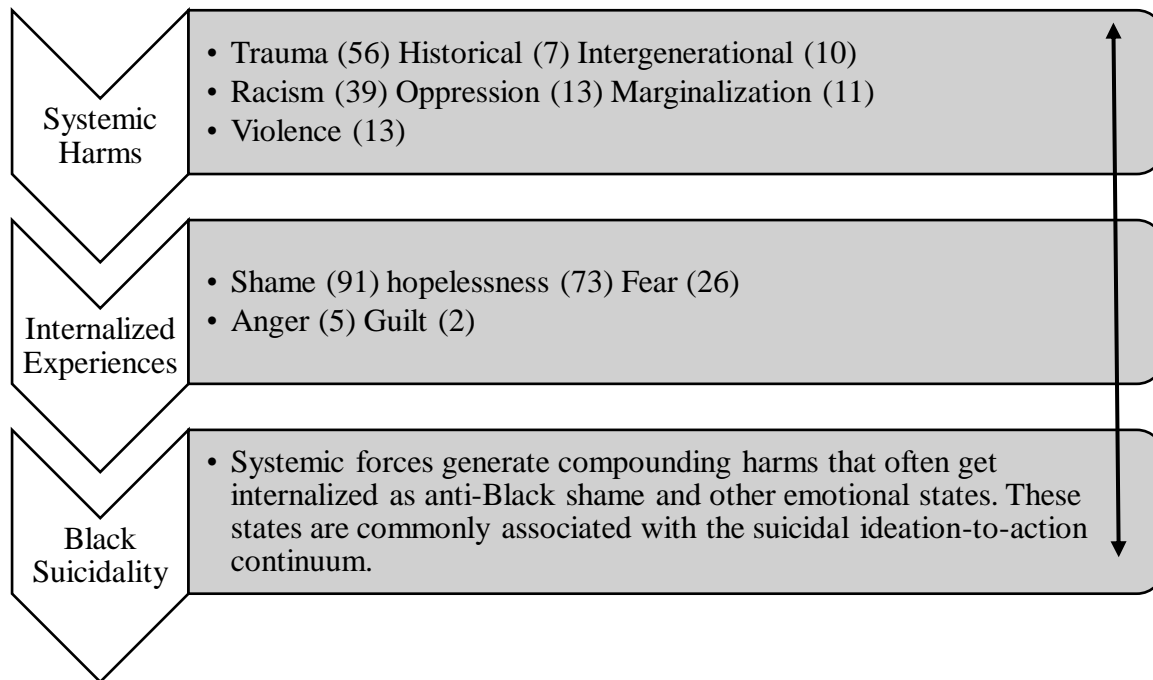 Systemic
Harms
• Trauma (56) Historical (7) Intergenerational (10)
• Racism (39) Oppression (13) Marginalization (11)
• Violence (13)
Internalized
Experiences
• Shame (91) hopelessness (73) Fear (26)
• Anger (5) Guilt (2)
Black
Suicidality
• Systemic forces generate compounding harms that often get
internalized as anti-Black shame and other emotional states. These
states are commonly associated with the suicidal ideation-to-action
continuum.